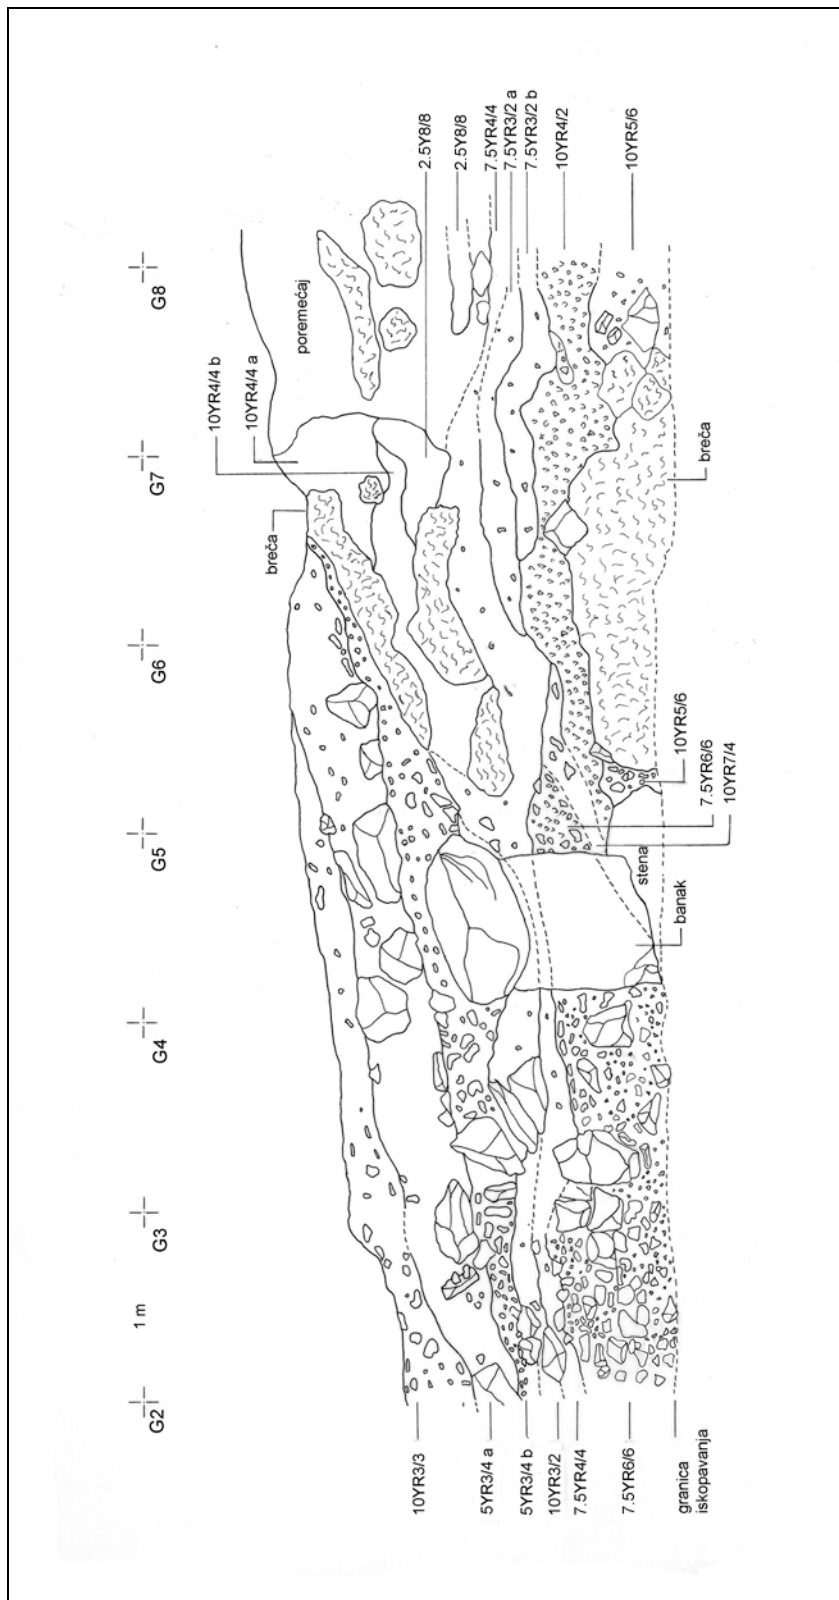 G2
1 m
G3
G4
G5
G6
G7
G8
10YR4/4 b
10YR4/4 a
breča
poremećaj
2.5Y8/8
2.5Y8/8
7.5YR4/4
7.5YR3/2 a
7.5YR3/2 b
10YR4/2
10YR5/6
breča
10YR3/3
5YR3/4 a
5YR3/4 b
10YR3/2
7.5YR4/4
7.5YR6/6
granica
iskopavanja
stena
banak
7.5YR6/6
10YR7/4
10YR5/6